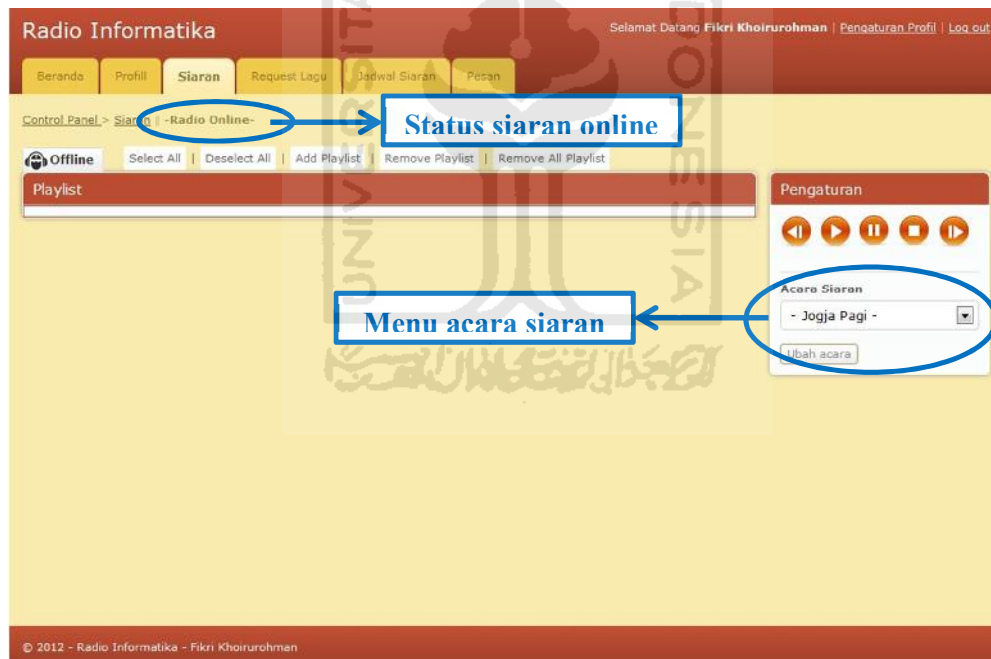 Radio Informatika
Selamat Datang Fikri Khoirurohman | Pengaturan Profil | Log out
Beranda Profill Siaran Request Lagu Jadwal Siaran Pesan
Control Panel > Siaran | -Radio Online-
Status siaran online
Offline Select All | Deselect All | Add Playlist | Remove Playlist | Remove All Playlist
Playlist
Pengaturan
Acara Siaran
- Jogja Pagi -
Menu acara siaran
Ubah acara
© 2012 - Radio Informatika - Fikri Khoirurohman